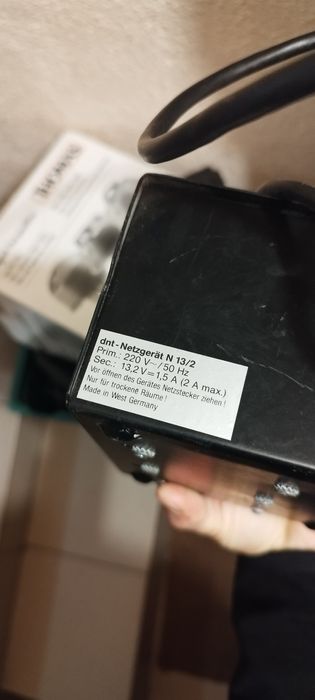 dnt-Netzgerät N 13/2
Prim.: 220 V~/50 Hz
Sec.: 13,2 V=1,5 A (2 A max.)
Vor öffnen des Gerätes Netzstecker ziehen!
Nur für trockene Räume!
Made in West Germany